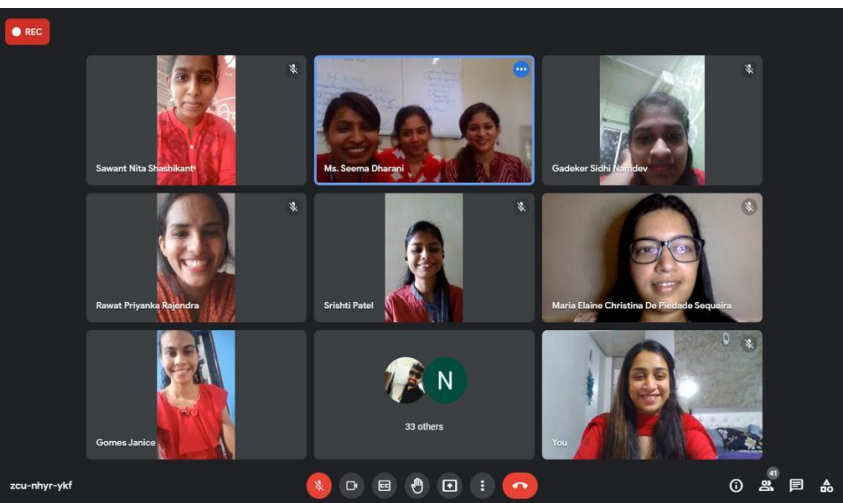 REC
Sawant Nita Shashikant
Ms. Seema Dharani
Gadeker Sidhi Namdev
Rawat Priyanka Rajendra
Srishti Patel
Maria Elaine Christina De Piedade Sequeira
Gomes Janice
N
33 others
You
zcu-nhyr-ykf
CC
41